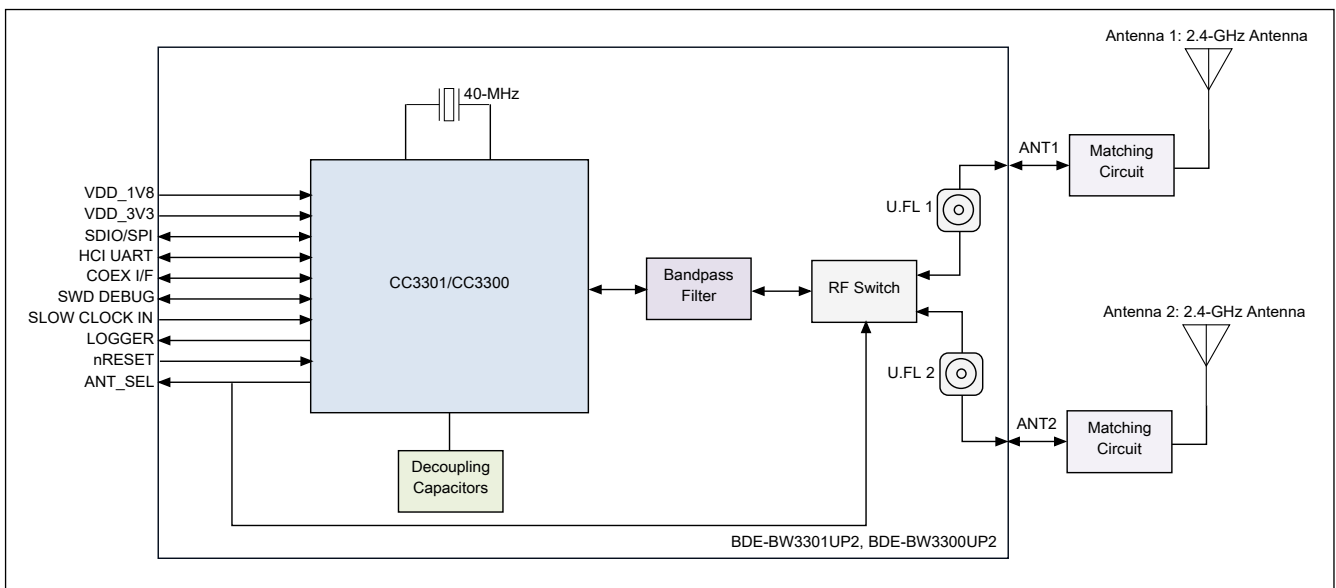 Antenna 1: 2.4-GHz Antenna
40-MHz
ANT1
Matching
Circuit
VDD_1V8
VDD_3V3
SDIO/SPI
HCI UART
COEX I/F
SWD DEBUG
SLOW CLOCK IN
LOGGER
nRESET
ANT_SEL
CC3301/CC3300
Bandpass
Filter
RF Switch
U.FL 1
U.FL 2
Antenna 2: 2.4-GHz Antenna
ANT2
Matching
Circuit
Decoupling
Capacitors
BDE-BW3301UP2, BDE-BW3300UP2